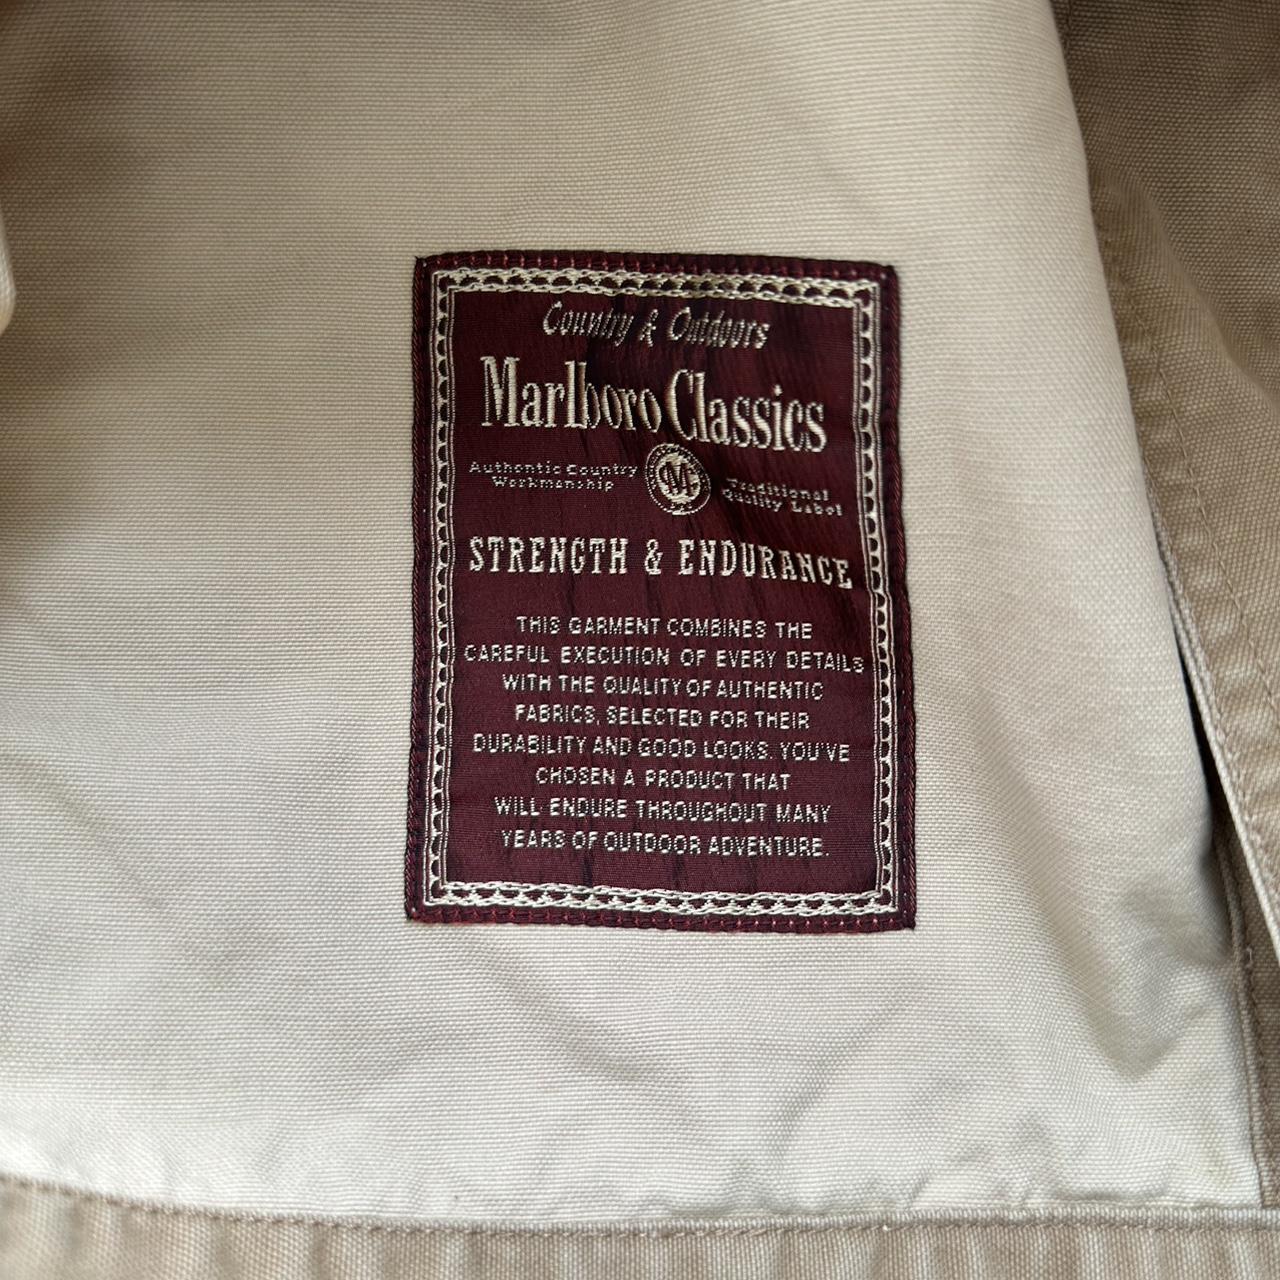 Country & Outdoors
Marlboro Classics
Authentic Country
Workmanship
M
Traditional
Quality Label
STRENGTH & ENDURANCE
THIS GARMENT COMBINES THE
CAREFUL EXECUTION OF EVERY DETAILS
WITH THE QUALITY OF AUTHENTIC
FABRICS, SELECTED FOR THEIR
DURABILITY AND GOOD LOOKS. YOU'VE
CHOSEN A PRODUCT THAT
WILL ENDURE THROUGHOUT MANY
YEARS OF OUTDOOR ADVENTURE.